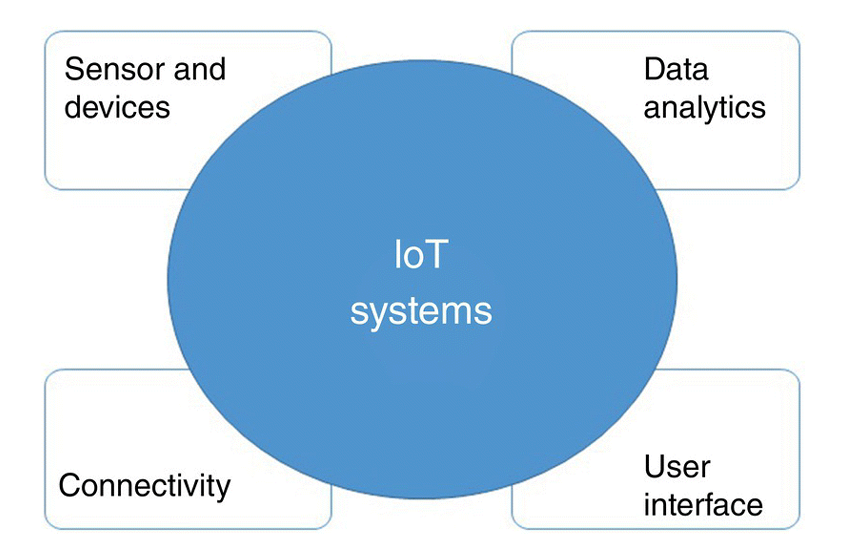 Sensor and
devices
Data
analytics
IoT
systems
Connectivity
User
interface